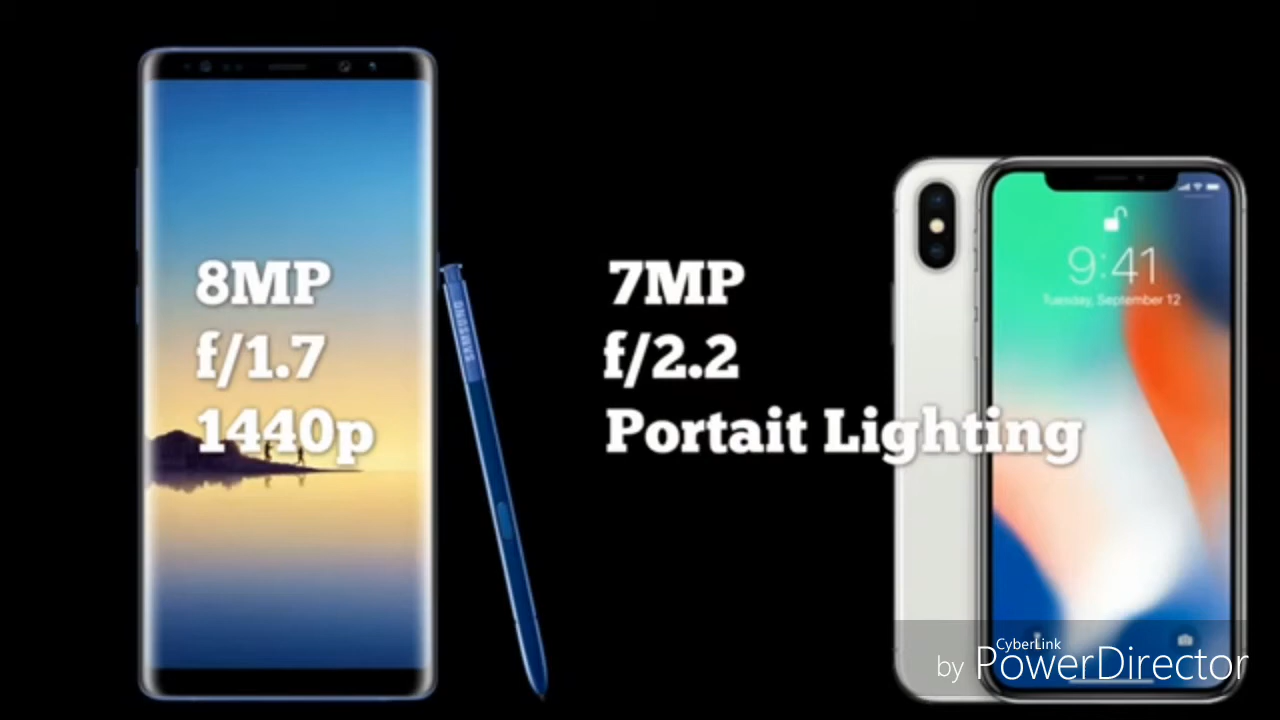 8MP
f/1.7
1440p
SAMSUNG
7MP
f/2.2
Portait Lighting
9:41
Tuesday, September 12
CyberLink
by PowerDirector